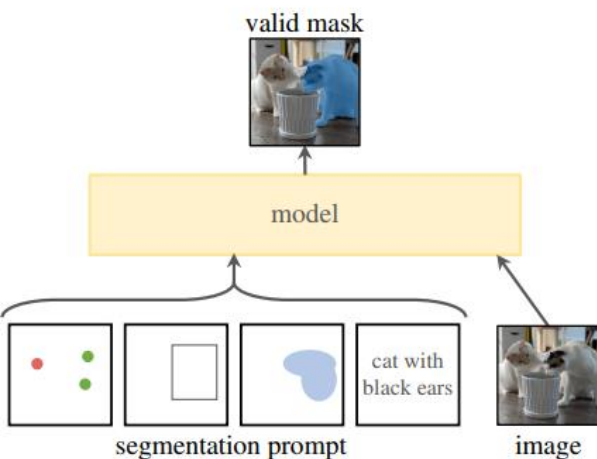 valid mask
model
cat with
black ears
segmentation prompt
image